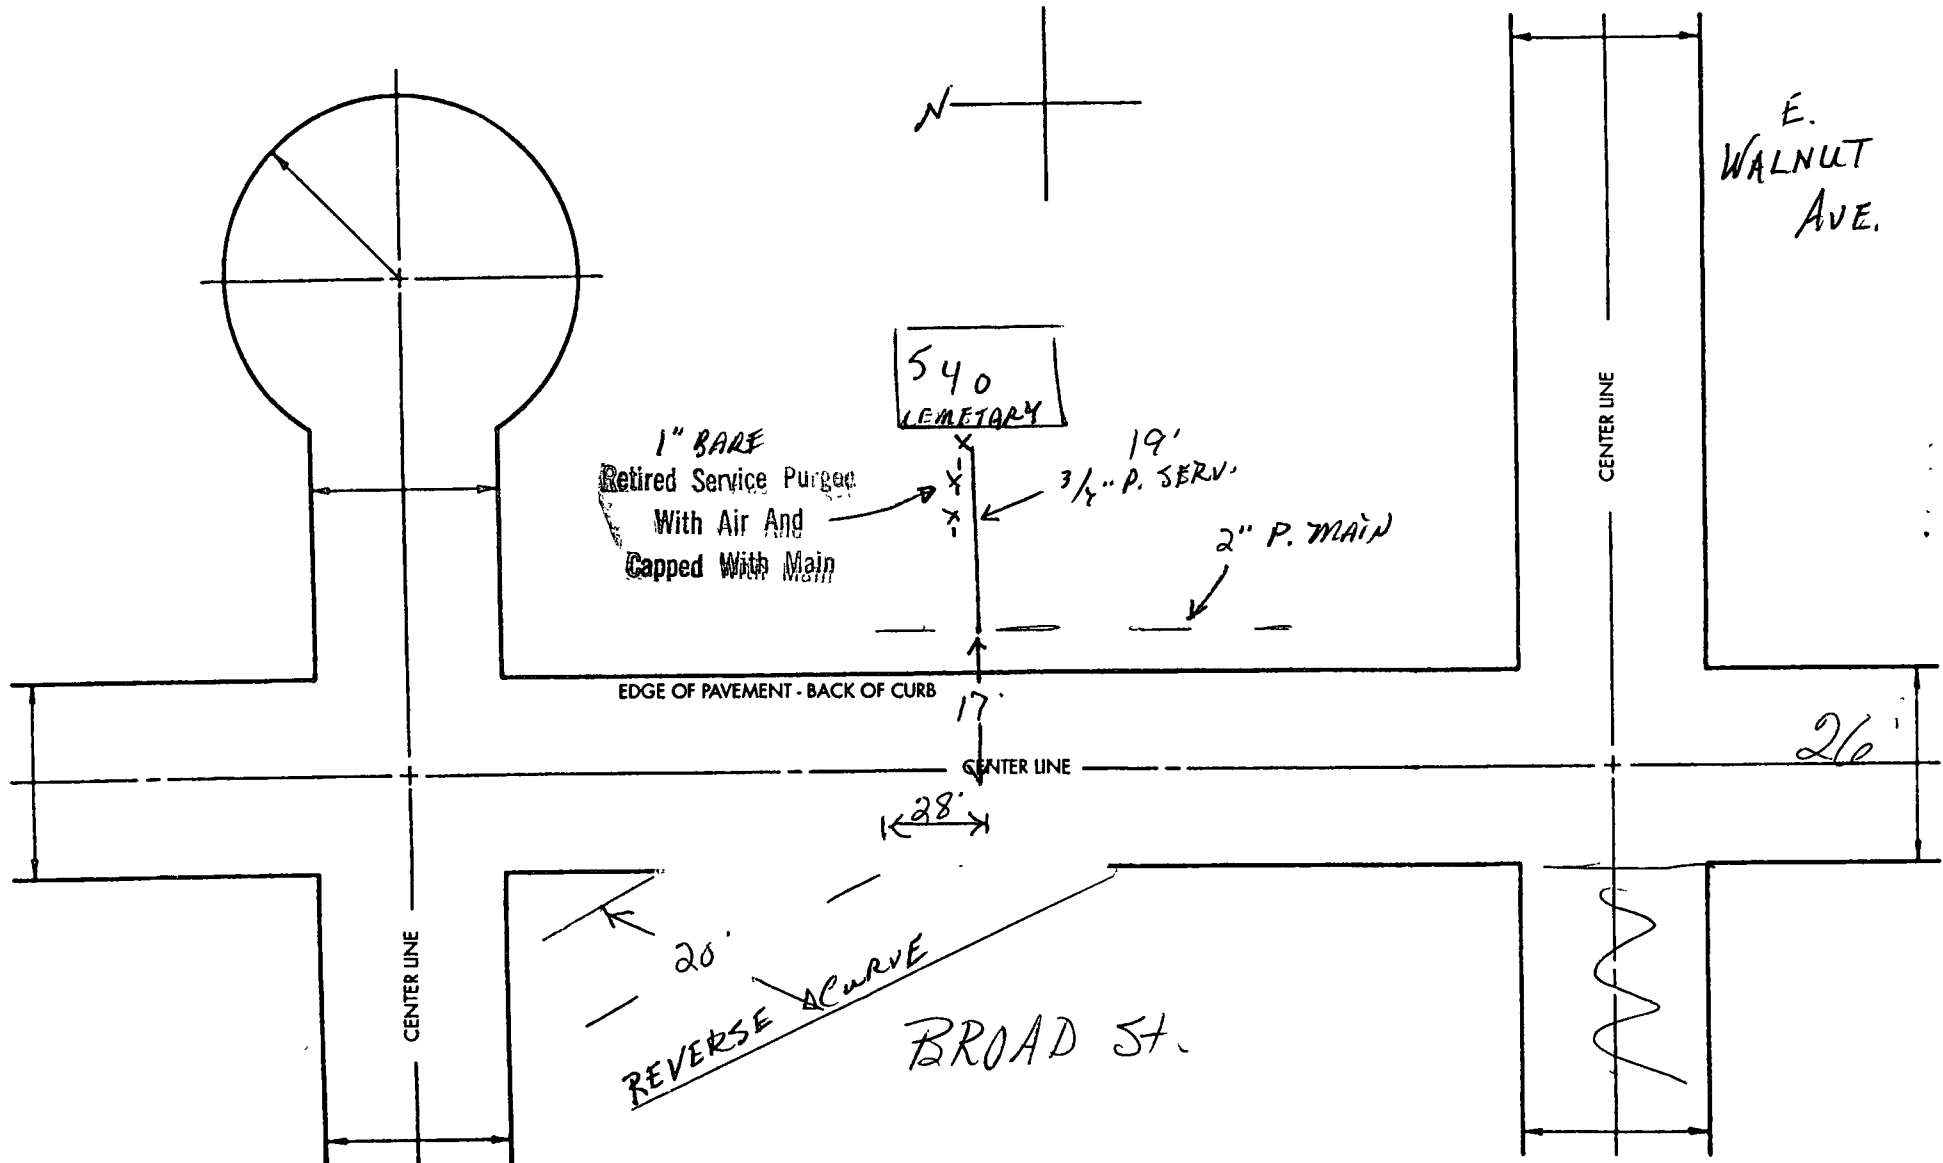 N
E.
WALNUT
AVE.
540
CEMETARY
1" BARE
Retired Service Purged
With Air And
Capped With Main
19'
3/4" P. SERV.
2" P. MAIN
CENTER LINE
EDGE OF PAVEMENT - BACK OF CURB
17'
CENTER LINE
26'
28'
20'
REVERSE CURVE
CENTER LINE
BROAD St.